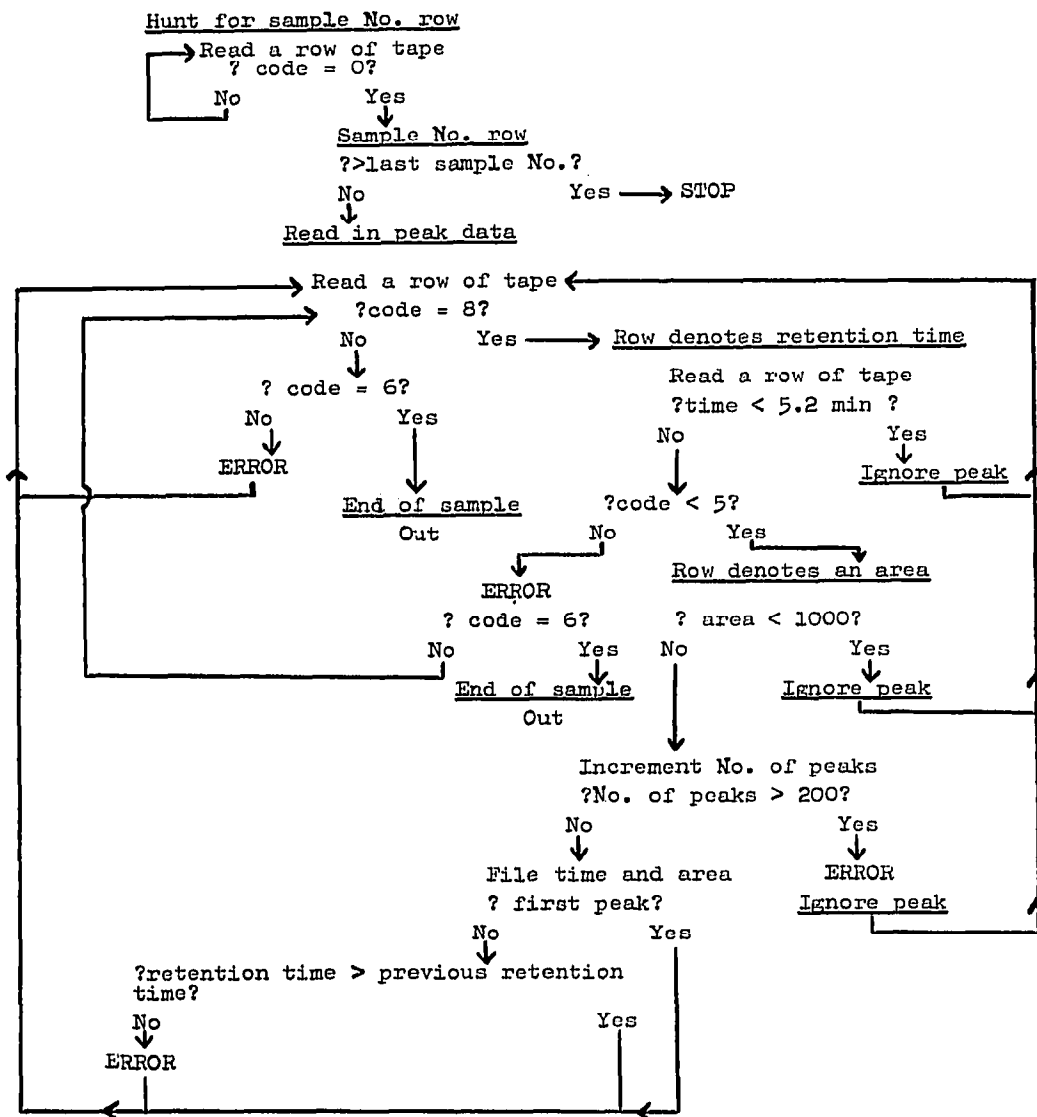 Hunt for sample No. row
Read a row of tape
? code = 0?
No Yes
Sample No. row
?>last sample No.?
No Yes STOP
Read in peak data
Read a row of tape
?code = 8?
No Yes Row denotes retention time
Read a row of tape
? code = 6?
?time < 5.2 min ?
No Yes
No Yes
ERROR
Ignore peak
End of sample
?code < 5?
Out
No Yes
ERROR
Row denotes an area
? code = 6?
? area < 1000?
No Yes
No Yes
End of sample
Ignore peak
Out
Increment No. of peaks
?No. of peaks > 200?
No Yes
File time and area
ERROR
? first peak?
Ignore peak
No Yes
?retention time > previous retention
time?
No Yes
ERROR